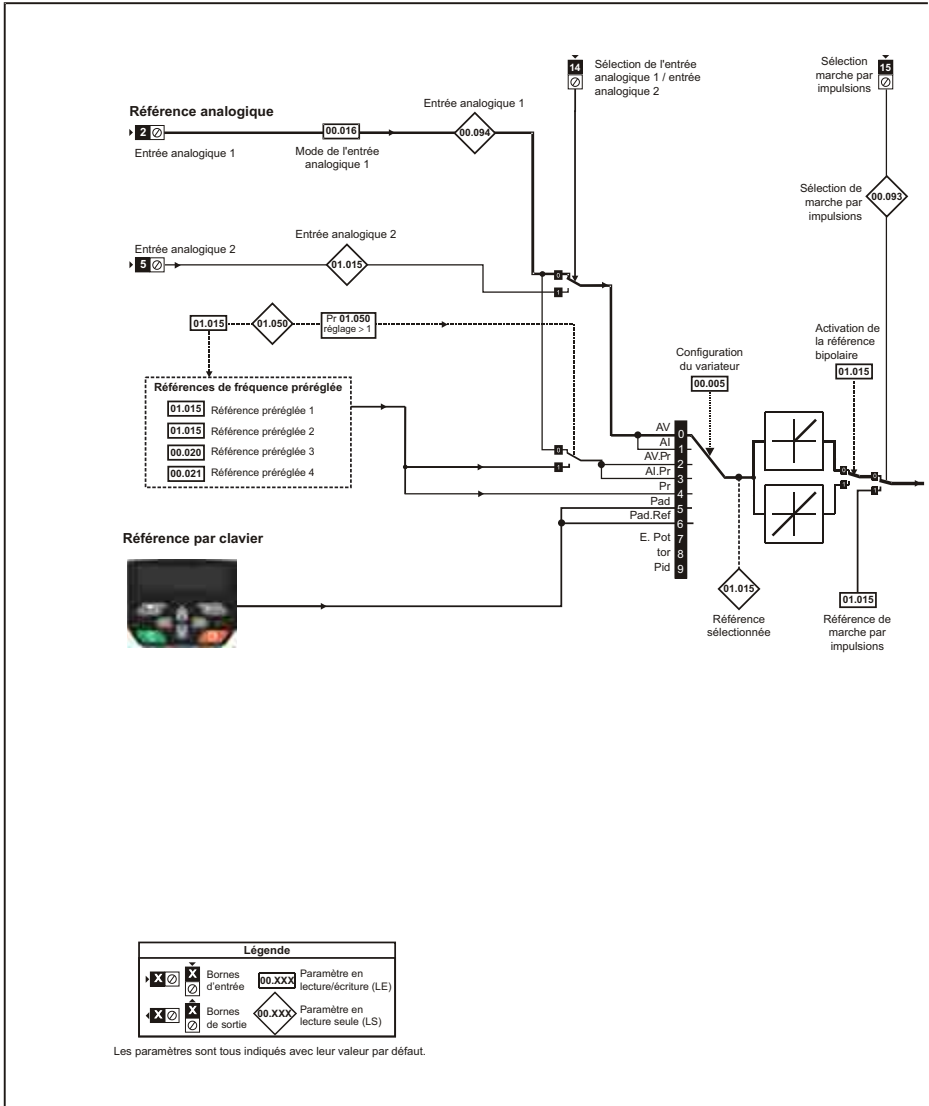 14
Sélection de l'entrée
analogique 1 / entrée
analogique 2
Sélection
marche par
impulsions
15
Référence analogique
2
Entrée analogique 1
00.016
Mode de l'entrée
analogique 1
Entrée analogique 1
00.094
Sélection de
marche par
impulsions
00.093
Entrée analogique 2
5
Entrée analogique 2
01.015
0
1
01.015
01.050
Pr 01.050
réglage > 1
Références de fréquence préréglée
01.015 Référence préréglée 1
01.015 Référence préréglée 2
00.020 Référence préréglée 3
00.021 Référence préréglée 4
0
1
Configuration
du variateur
00.005
Activation de
la référence
bipolaire
01.015
AV 0
AI 1
AV.Pr 2
AI.Pr 3
Pr 4
Pad 5
Pad.Ref 6
E. Pot 7
tor 8
Pid 9
0
1
0
1
01.015
Référence
sélectionnée
01.015
Référence de
marche par
impulsions
Référence par clavier
Légende
X X Bornes
d'entrée
00.XXX Paramètre en
lecture/écriture (LE)
X X Bornes
de sortie
00.XXX Paramètre en
lecture seule (LS)
Les paramètres sont tous indiqués avec leur valeur par défaut.